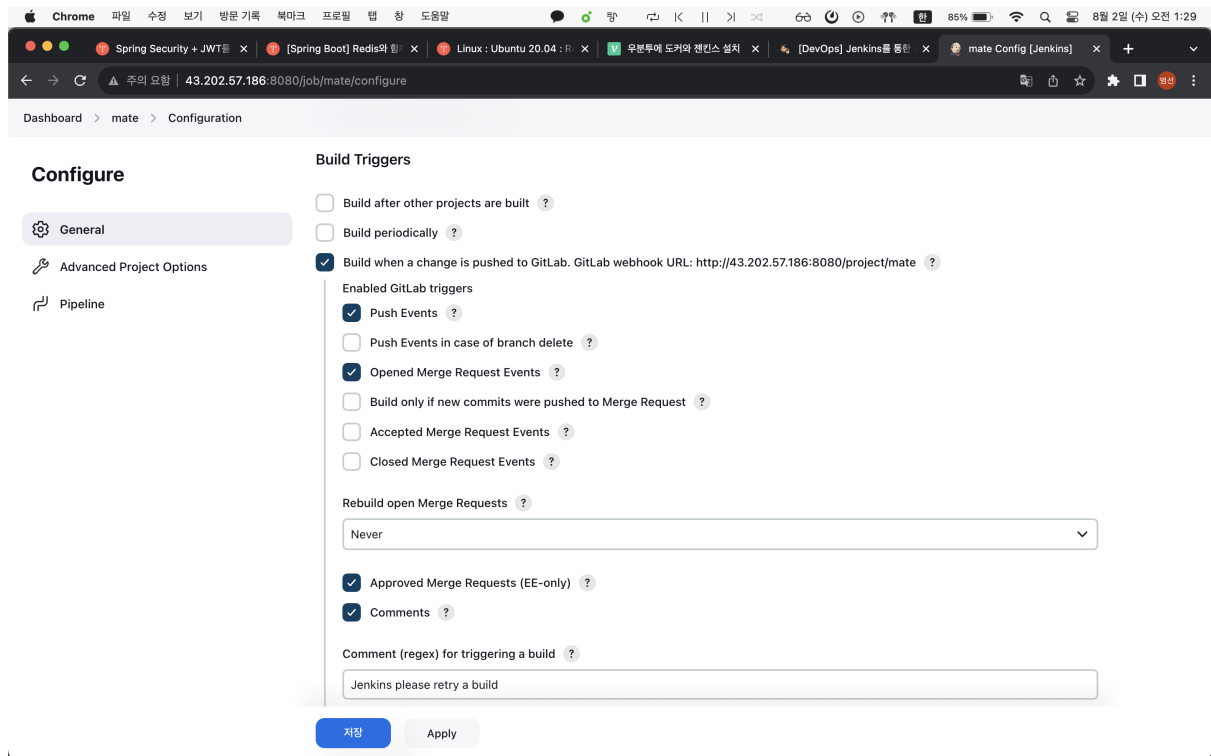 Chrome 파일 수정 보기 방문 기록 북마크 프로필 탭 창 도움말 한 85% 8월 2일 (수) 오전 1:29
Spring Security + JWT를 [Spring Boot] Redis와 함 Linux : Ubuntu 20.04 : R 우분투에 도커와 젠킨스 설치 [DevOps] Jenkins를 통한 mate Config [Jenkins]
주의 요함 43.202.57.186:8080/job/mate/configure 범선
Dashboard > mate > Configuration
Configure
General
Advanced Project Options
Pipeline
Build Triggers
Build after other projects are built ?
Build periodically ?
Build when a change is pushed to GitLab. GitLab webhook URL: http://43.202.57.186:8080/project/mate ?
Enabled GitLab triggers
Push Events ?
Push Events in case of branch delete ?
Opened Merge Request Events ?
Build only if new commits were pushed to Merge Request ?
Accepted Merge Request Events ?
Closed Merge Request Events ?
Rebuild open Merge Requests ?
Never
Approved Merge Requests (EE-only) ?
Comments ?
Comment (regex) for triggering a build ?
Jenkins please retry a build
저장 Apply